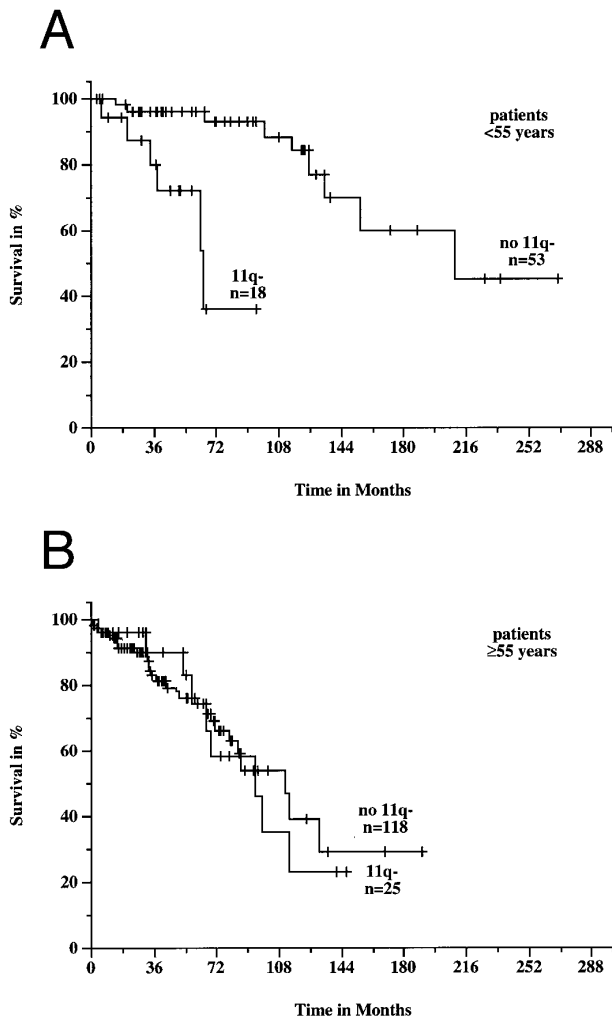 A
100
80
60
40
20
0
Survival in %
patients
<55 years
no 11q-
n=53
11q-
n=18
0 36 72 108 144 180 216 252 288
Time in Months
B
100
80
60
40
20
0
Survival in %
patients
≥55 years
no 11q-
n=118
11q-
n=25
0 36 72 108 144 180 216 252 288
Time in Months